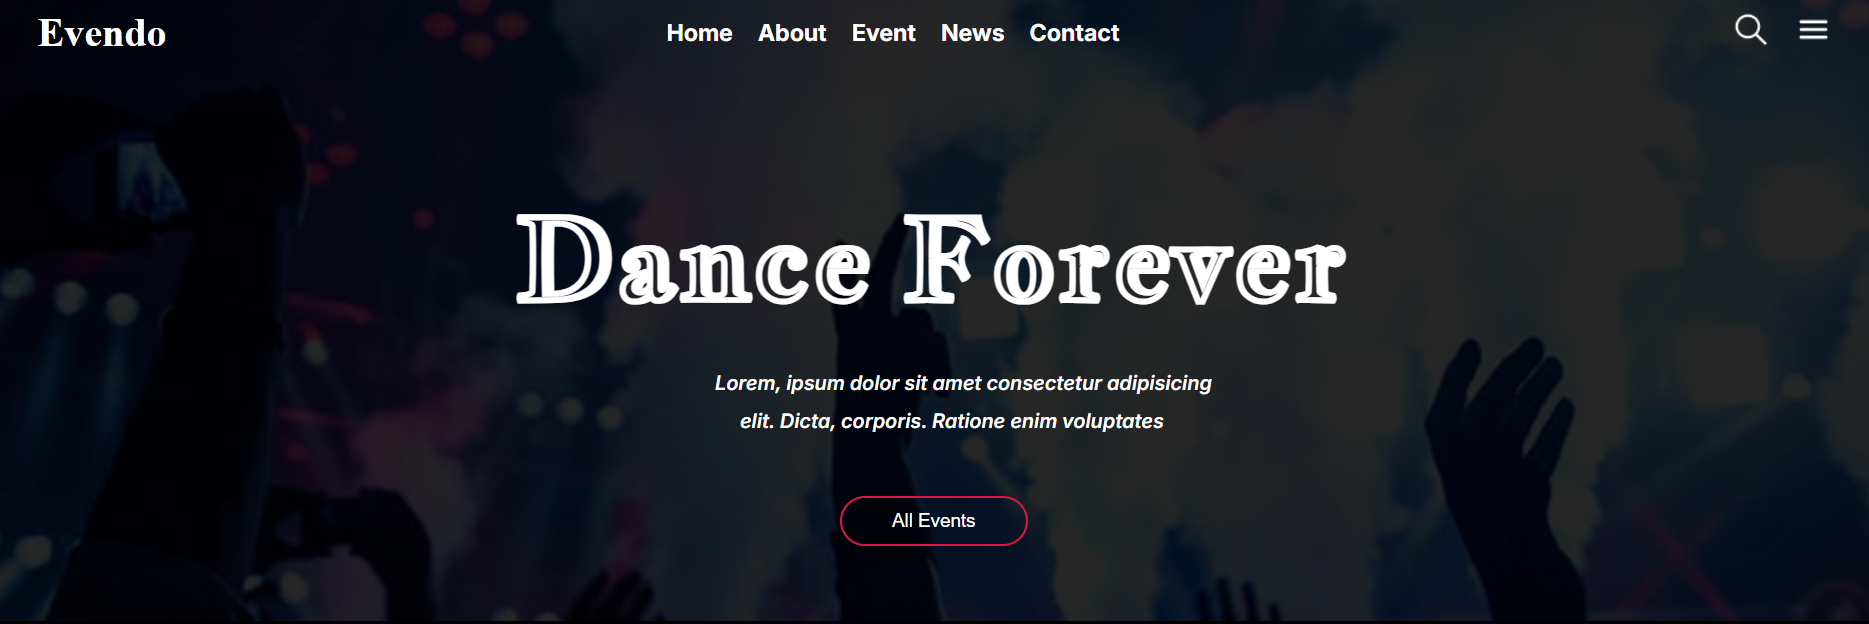 Evendo
Home About Event News Contact
Dance Forever
Lorem, ipsum dolor sit amet consectetur adipisicing
elit. Dicta, corporis. Ratione enim voluptates
All Events